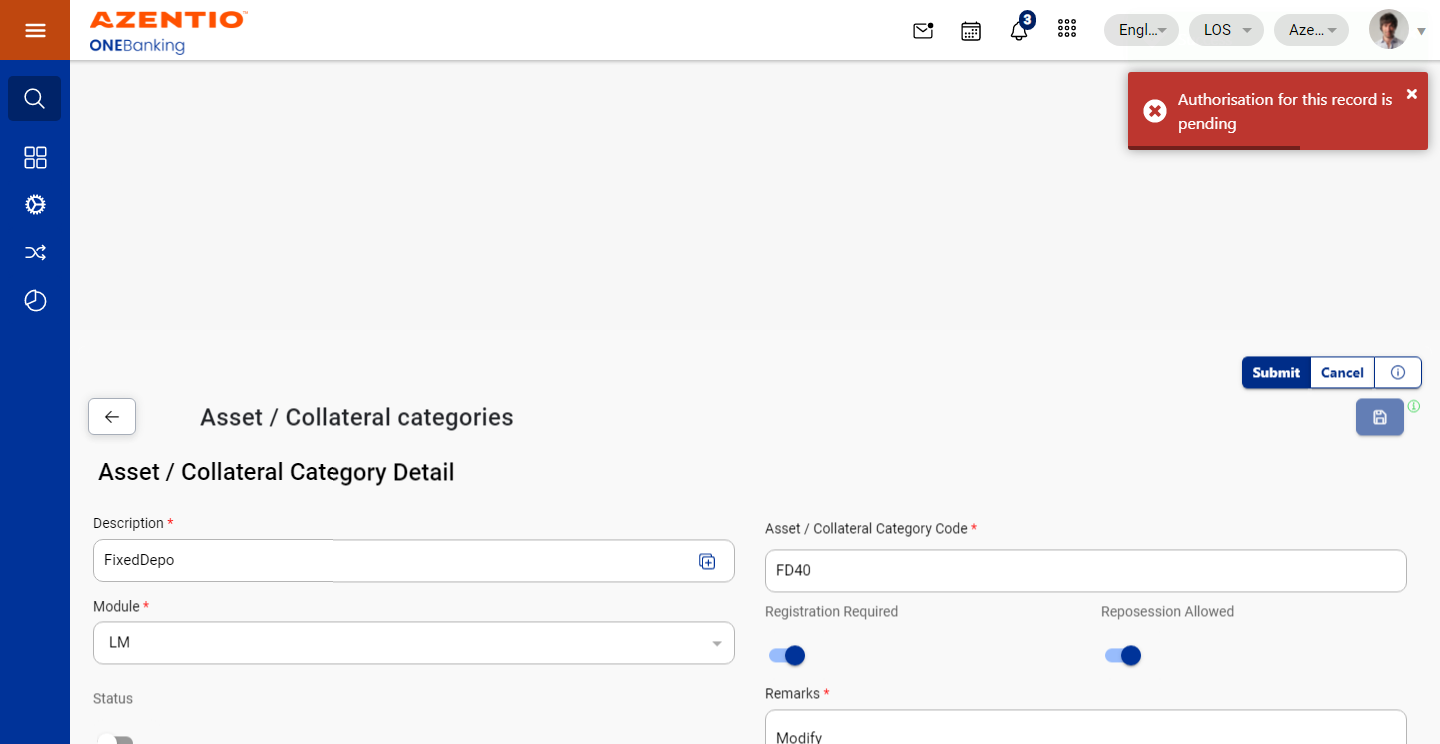 AZENTIO™
ONEBanking
3
Engl...
LOS
Aze...
Authorisation for this record is
pending
Submit
Cancel
Asset / Collateral categories
Asset / Collateral Category Detail
Description *
FixedDepo
Asset / Collateral Category Code *
FD40
Module *
LM
Registration Required
Reposession Allowed
Status
Remarks *
Modify